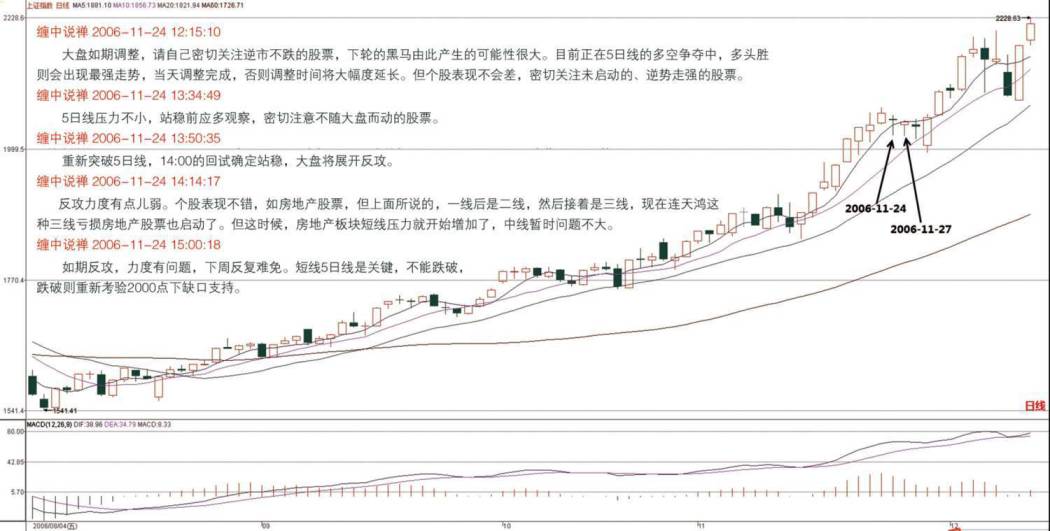 上证指数 日线 MA5:1881.10 MA10:1856.73 MA20:1821.94 MA60:1726.71
2228.6
2228.63
缠中说禅 2006-11-24 12:15:10
大盘如期调整，请自己密切关注逆市不跌的股票，下轮的黑马由此产生的可能性很大。目前正在5日线的多空争夺中，多头胜
则会出现最强走势，当天调整完成，否则调整时间将大幅度延长。但个股表现不会差，密切关注未启动的、逆势走强的股票。
缠中说禅 2006-11-24 13:34:49
5日线压力不小，站稳前应多观察，密切注意不随大盘而动的股票。
缠中说禅 2006-11-24 13:50:35
1999.5
重新突破5日线，14:00的回试确定站稳，大盘将展开反攻。
缠中说禅 2006-11-24 14:14:17
反攻力度有点儿弱。个股表现不错，如房地产股票，但上面所说的，一线后是二线，然后接着是三线，现在连天鸿这
种三线亏损房地产股票也启动了。但这时候，房地产板块短线压力就开始增加了，中线暂时问题不大。
2006-11-24
2006-11-27
缠中说禅 2006-11-24 15:00:18
如期反攻，力度有问题，下周反复难免。短线5日线是关键，不能跌破，
1770.4
跌破则重新考验2000点下缺口支持。
1541.4
1541.41
日线
MACD(12,26,9) DIF:38.96 DEA:34.79 MACD:8.33
80.00
42.85
5.70
2006/08/04(五)
09
10
11
12